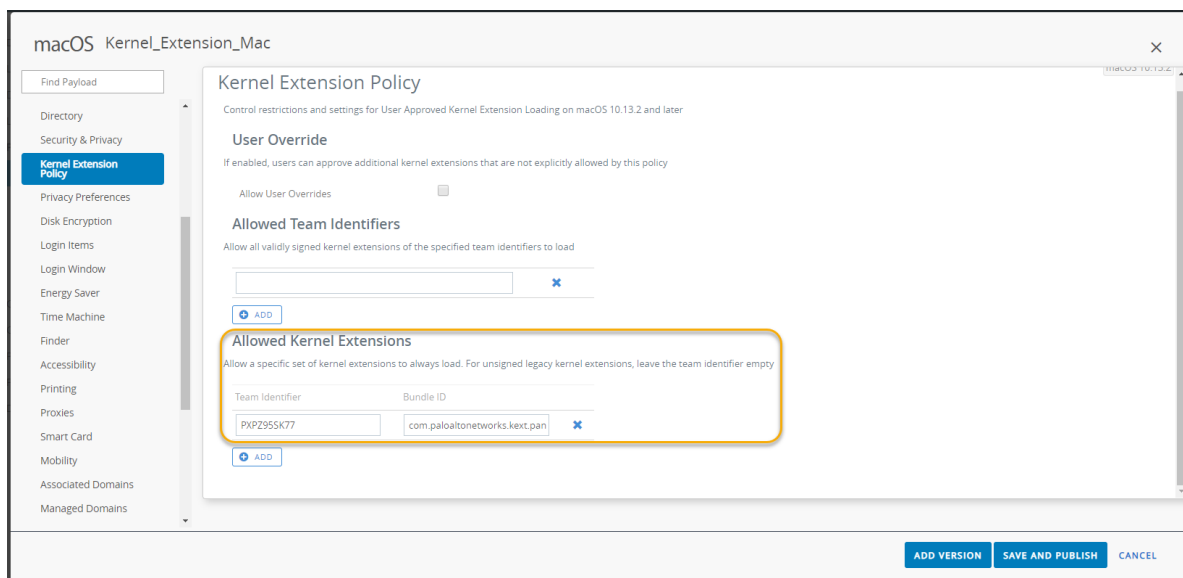 macOS Kernel_Extension_Mac
Find Payload
Directory
Security & Privacy
Kernel Extension
Policy
Privacy Preferences
Disk Encryption
Login Items
Login Window
Energy Saver
Time Machine
Finder
Accessibility
Printing
Proxies
Smart Card
Mobility
Associated Domains
Managed Domains
macOS 10.13.2
Kernel Extension Policy
Control restrictions and settings for User Approved Kernel Extension Loading on macOS 10.13.2 and later
User Override
If enabled, users can approve additional kernel extensions that are not explicitly allowed by this policy
Allow User Overrides
Allowed Team Identifiers
Allow all validly signed kernel extensions of the specified team identifiers to load
ADD
Allowed Kernel Extensions
Allow a specific set of kernel extensions to always load. For unsigned legacy kernel extensions, leave the team identifier empty
Team Identifier Bundle ID
PXPZ95SK77 com.paloaltonetworks.kext.pan
ADD
ADD VERSION SAVE AND PUBLISH CANCEL